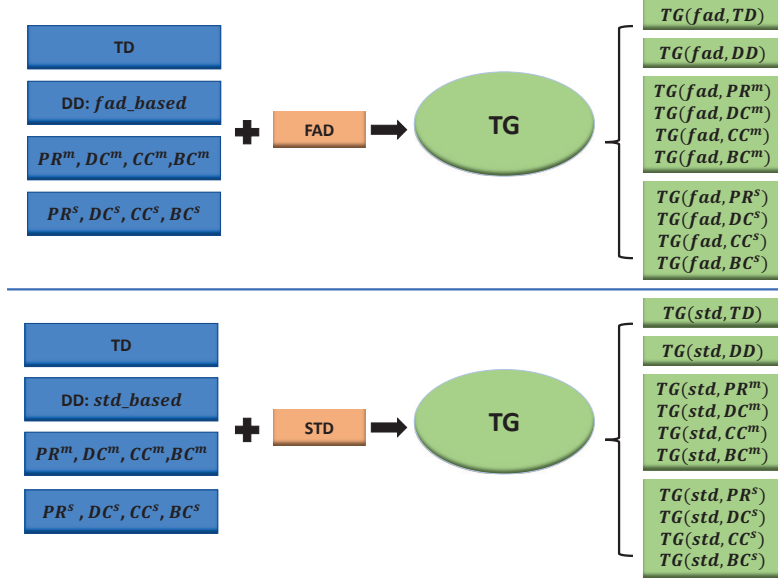 TD
DD: fad_based
PR^m, DC^m, CC^m,BC^m
PR^s, DC^s, CC^s, BC^s
FAD
TG
TG(fad, TD)
TG(fad, DD)
TG(fad, PR^m)
TG(fad, DC^m)
TG(fad, CC^m)
TG(fad, BC^m)
TG(fad, PR^s)
TG(fad, DC^s)
TG(fad, CC^s)
TG(fad, BC^s)
TD
DD: std_based
PR^m, DC^m, CC^m,BC^m
PR^s, DC^s, CC^s, BC^s
STD
TG
TG(std, TD)
TG(std, DD)
TG(std, PR^m)
TG(std, DC^m)
TG(std, CC^m)
TG(std, BC^m)
TG(std, PR^s)
TG(std, DC^s)
TG(std, CC^s)
TG(std, BC^s)